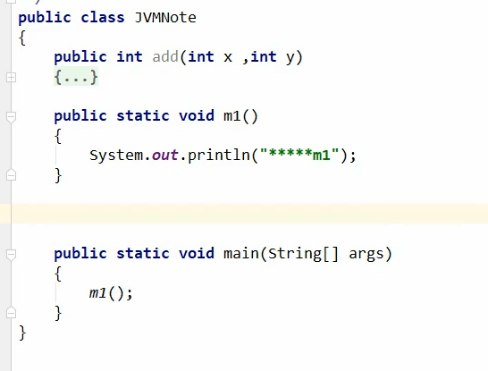 public class JVMNote
{
public int add(int x ,int y)
{...}
public static void m1()
{
System.out.println("*****m1");
}
public static void main(String[] args)
{
m1();
}
}